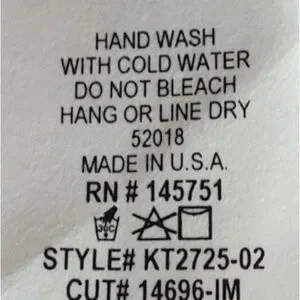 HAND WASH
WITH COLD WATER
DO NOT BLEACH
HANG OR LINE DRY
52018
MADE IN U.S.A.
RN # 145751
30C
STYLE# KT2725-02
CUT# 14696-IM